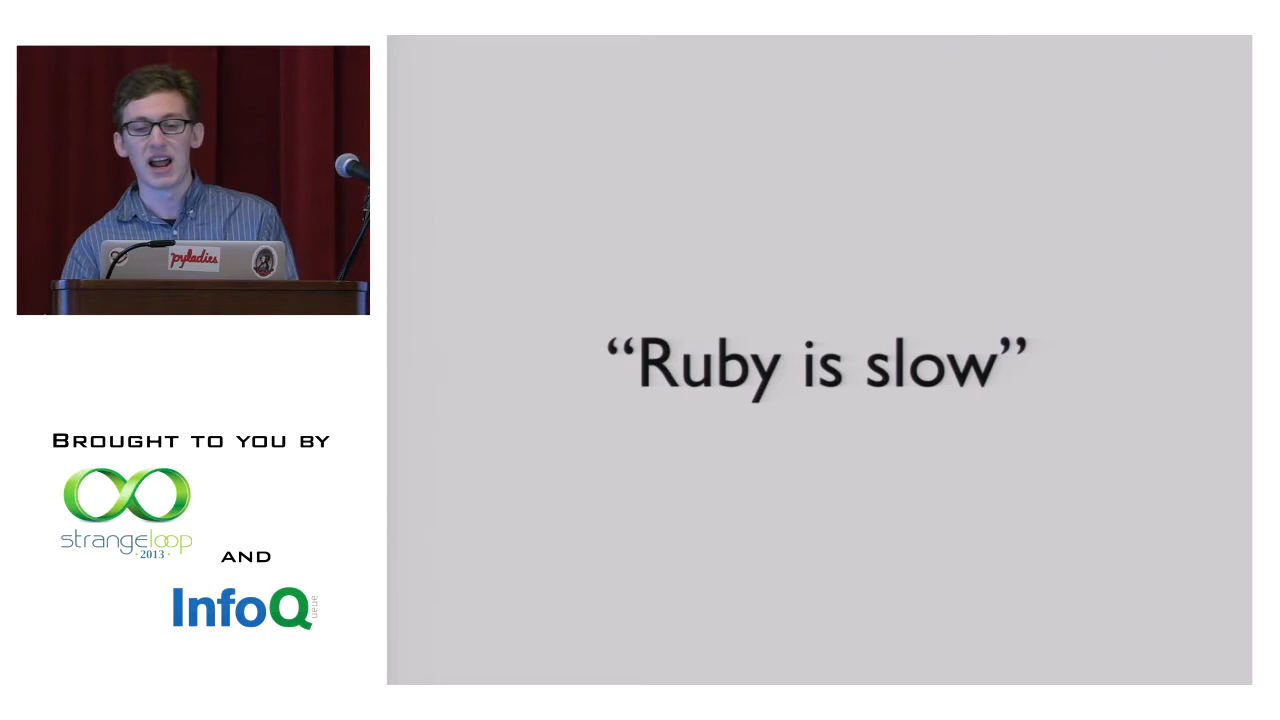 pyladies
“Ruby is slow”
BROUGHT TO YOU BY
strangeloop
· 2013 ·
AND
InfoQ